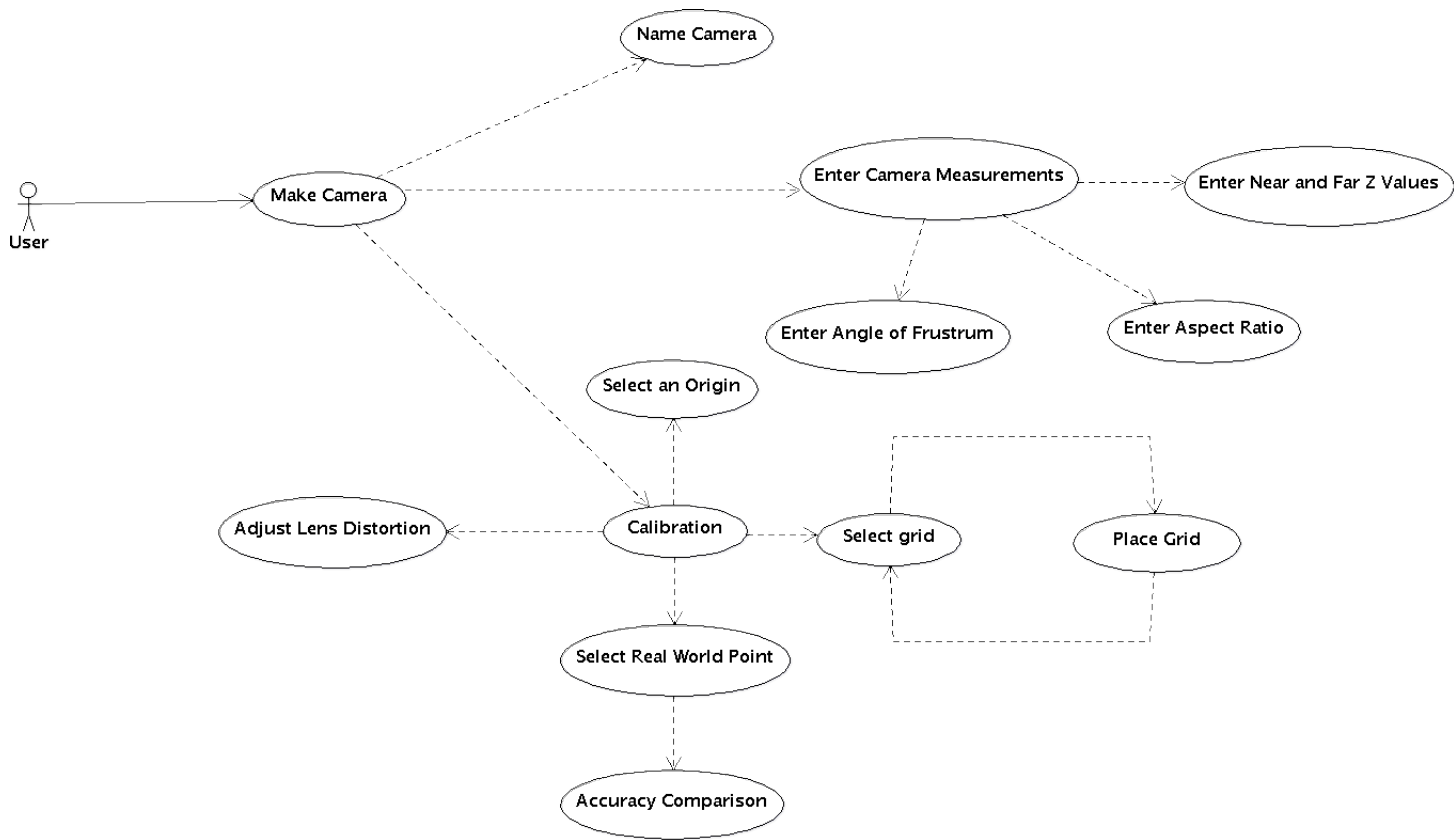 Name Camera
Enter Camera Measurements
Enter Near and Far Z Values
Make Camera
User
Enter Angle of Frustrum
Enter Aspect Ratio
Select an Origin
Adjust Lens Distortion
Calibration
Select grid
Place Grid
Select Real World Point
Accuracy Comparison